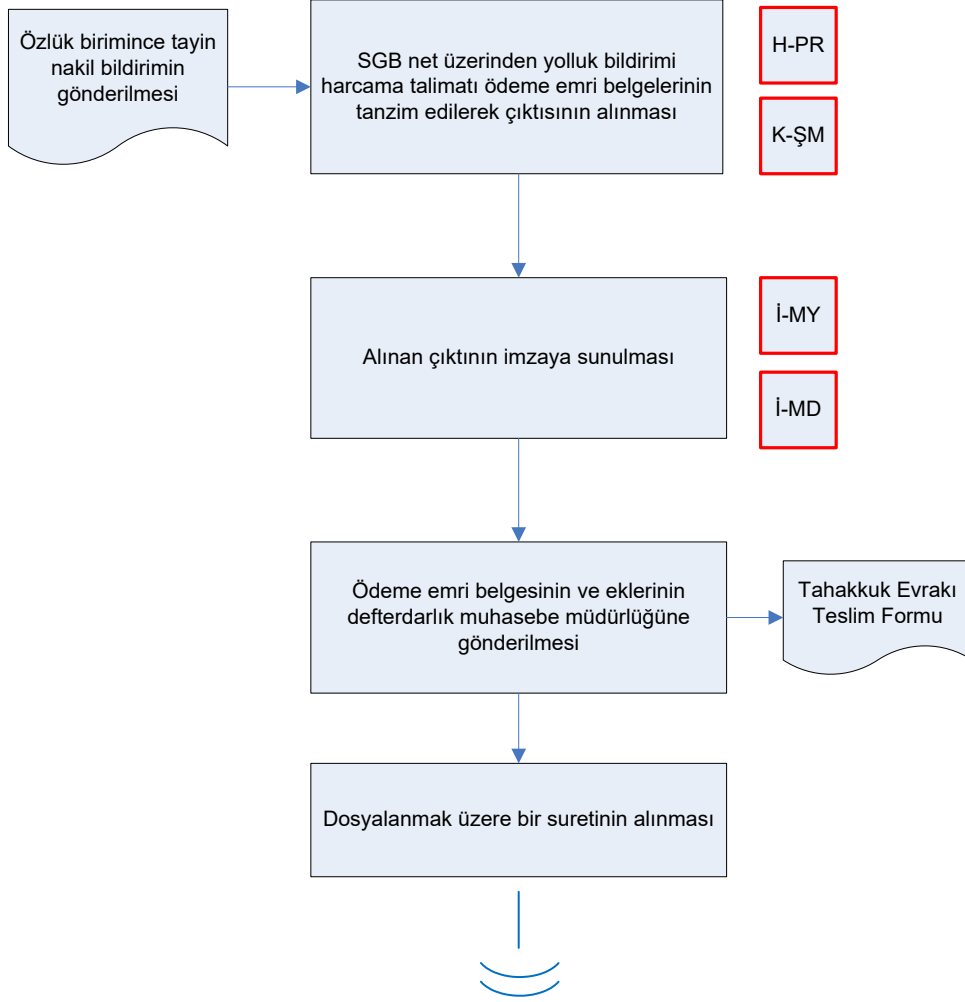 Özlük birimince tayin
nakil bildirimin
gönderilmesi
SGB net üzerinden yolluk bildirimi
harcama talimatı ödeme emri belgelerinin
tanzim edilerek çıktısının alınması
H-PR
K-ŞM
Alınan çıktının imzaya sunulması
İ-MY
İ-MD
Ödeme emri belgesinin ve eklerinin
defterdarlık muhasebe müdürlüğüne
gönderilmesi
Tahakkuk Evrakı
Teslim Formu
Dosyalanmak üzere bir suretinin alınması